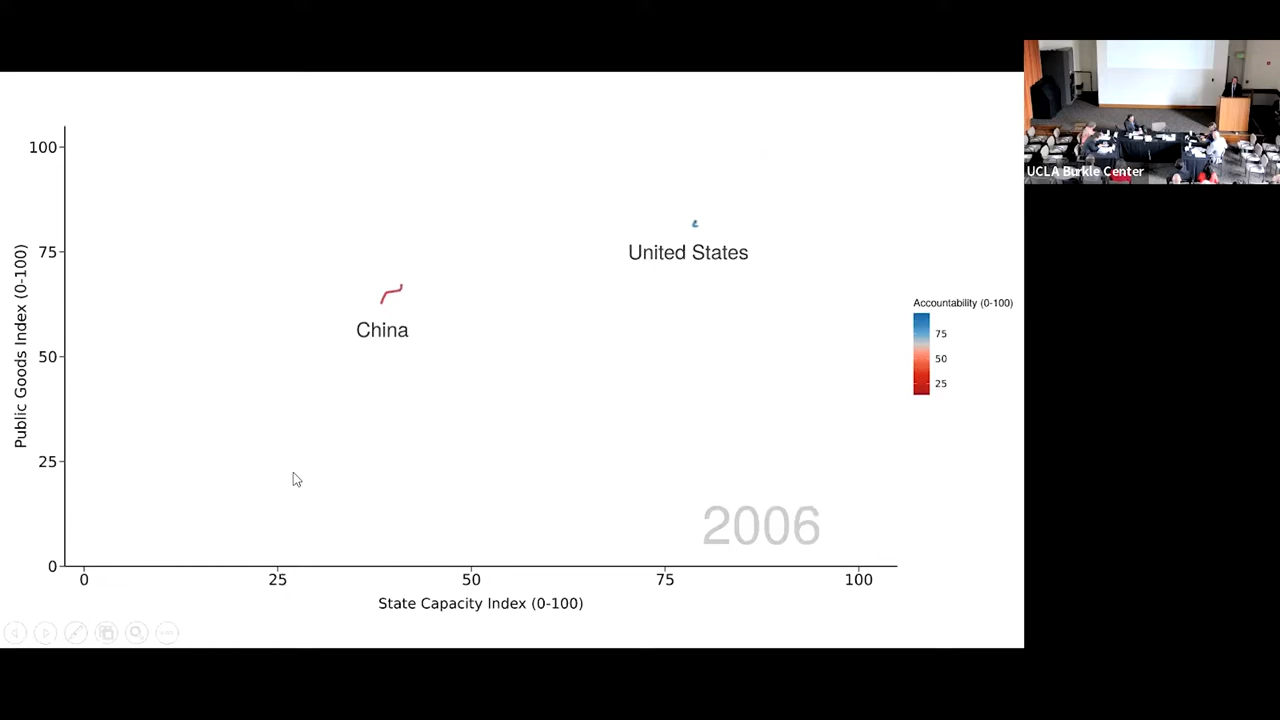 UCLA Burkle Center
Public Goods Index (0-100)
100
75
50
25
0
United States
China
2006
0 25 50 75 100
State Capacity Index (0-100)
Accountability (0-100)
75
50
25